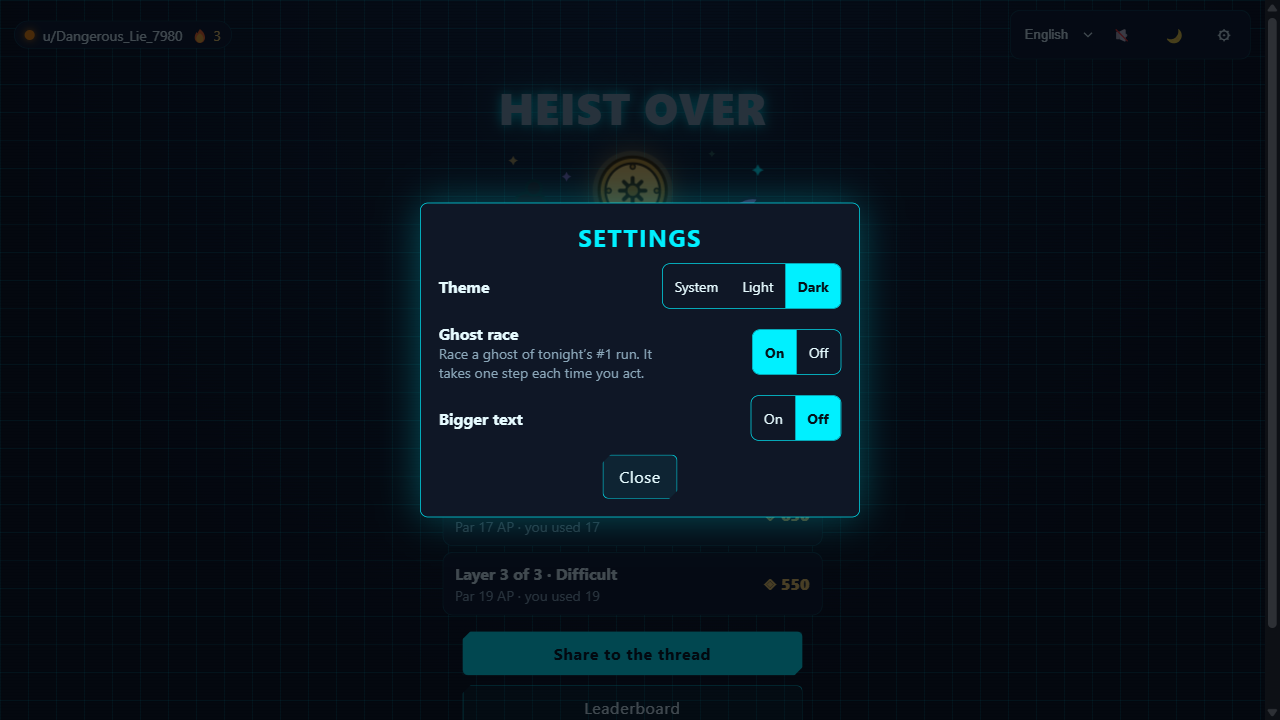 u/Dangerous_Lie_7980 🔥 3
English
HEIST OVER
SETTINGS
Theme
System Light Dark
Ghost race
Race a ghost of tonight's #1 run. It
takes one step each time you act.
On Off
Bigger text
On Off
Close
Par 17 AP · you used 17
Layer 3 of 3 · Difficult
Par 19 AP · you used 19
◆ 550
Share to the thread
Leaderboard